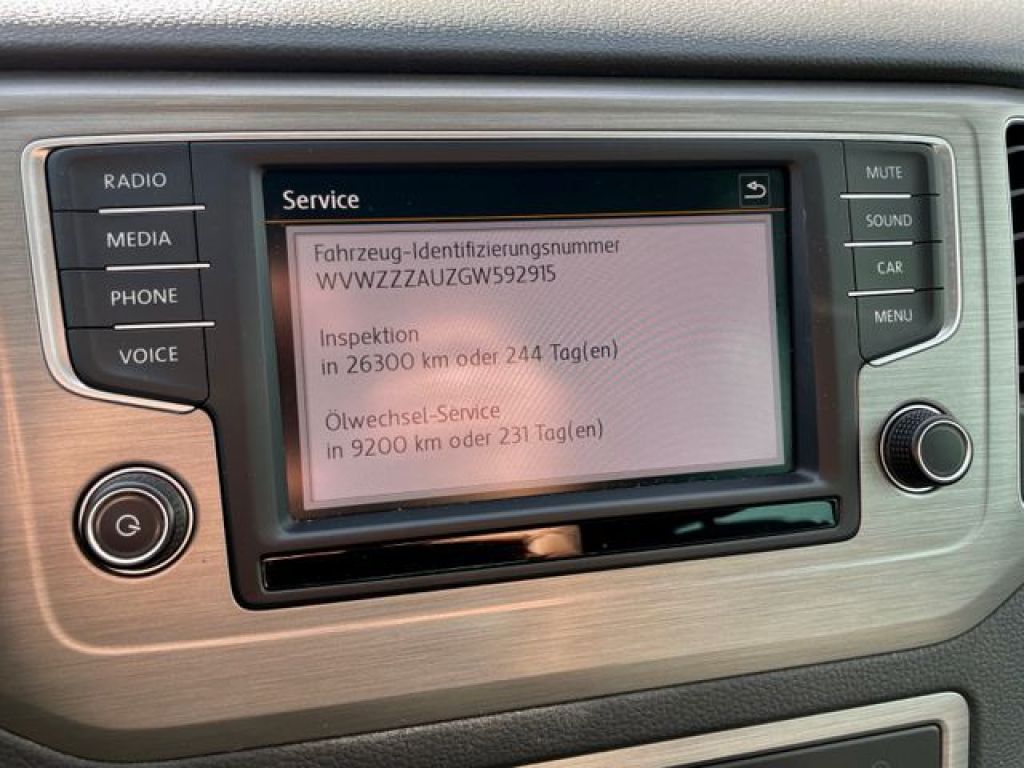 RADIO
MEDIA
PHONE
VOICE
Service
Fahrzeug-Identifizierungsnummer
WVWZZZAUZGW592915
Inspektion
in 26300 km oder 244 Tag(en)
Ölwechsel-Service
in 9200 km oder 231 Tag(en)
MUTE
SOUND
CAR
MENU